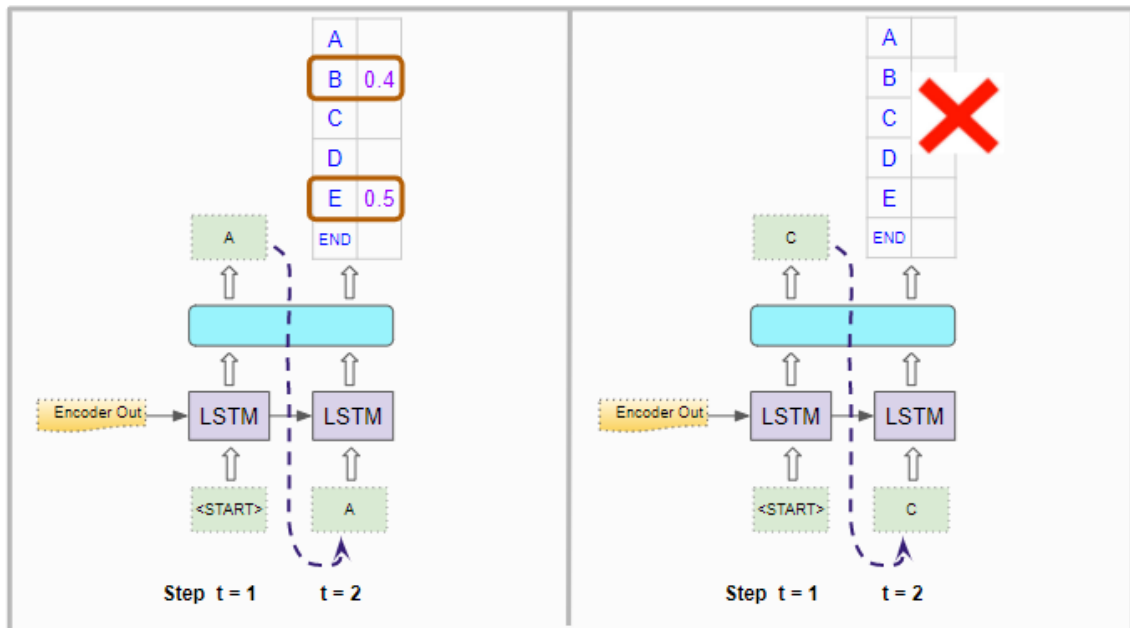 A
B 0.4
C
D
E 0.5
END
A
Encoder Out
LSTM
LSTM
<START>
A
Step t = 1
t = 2
A
B
C
D
E
END
C
Encoder Out
LSTM
LSTM
<START>
C
Step t = 1
t = 2